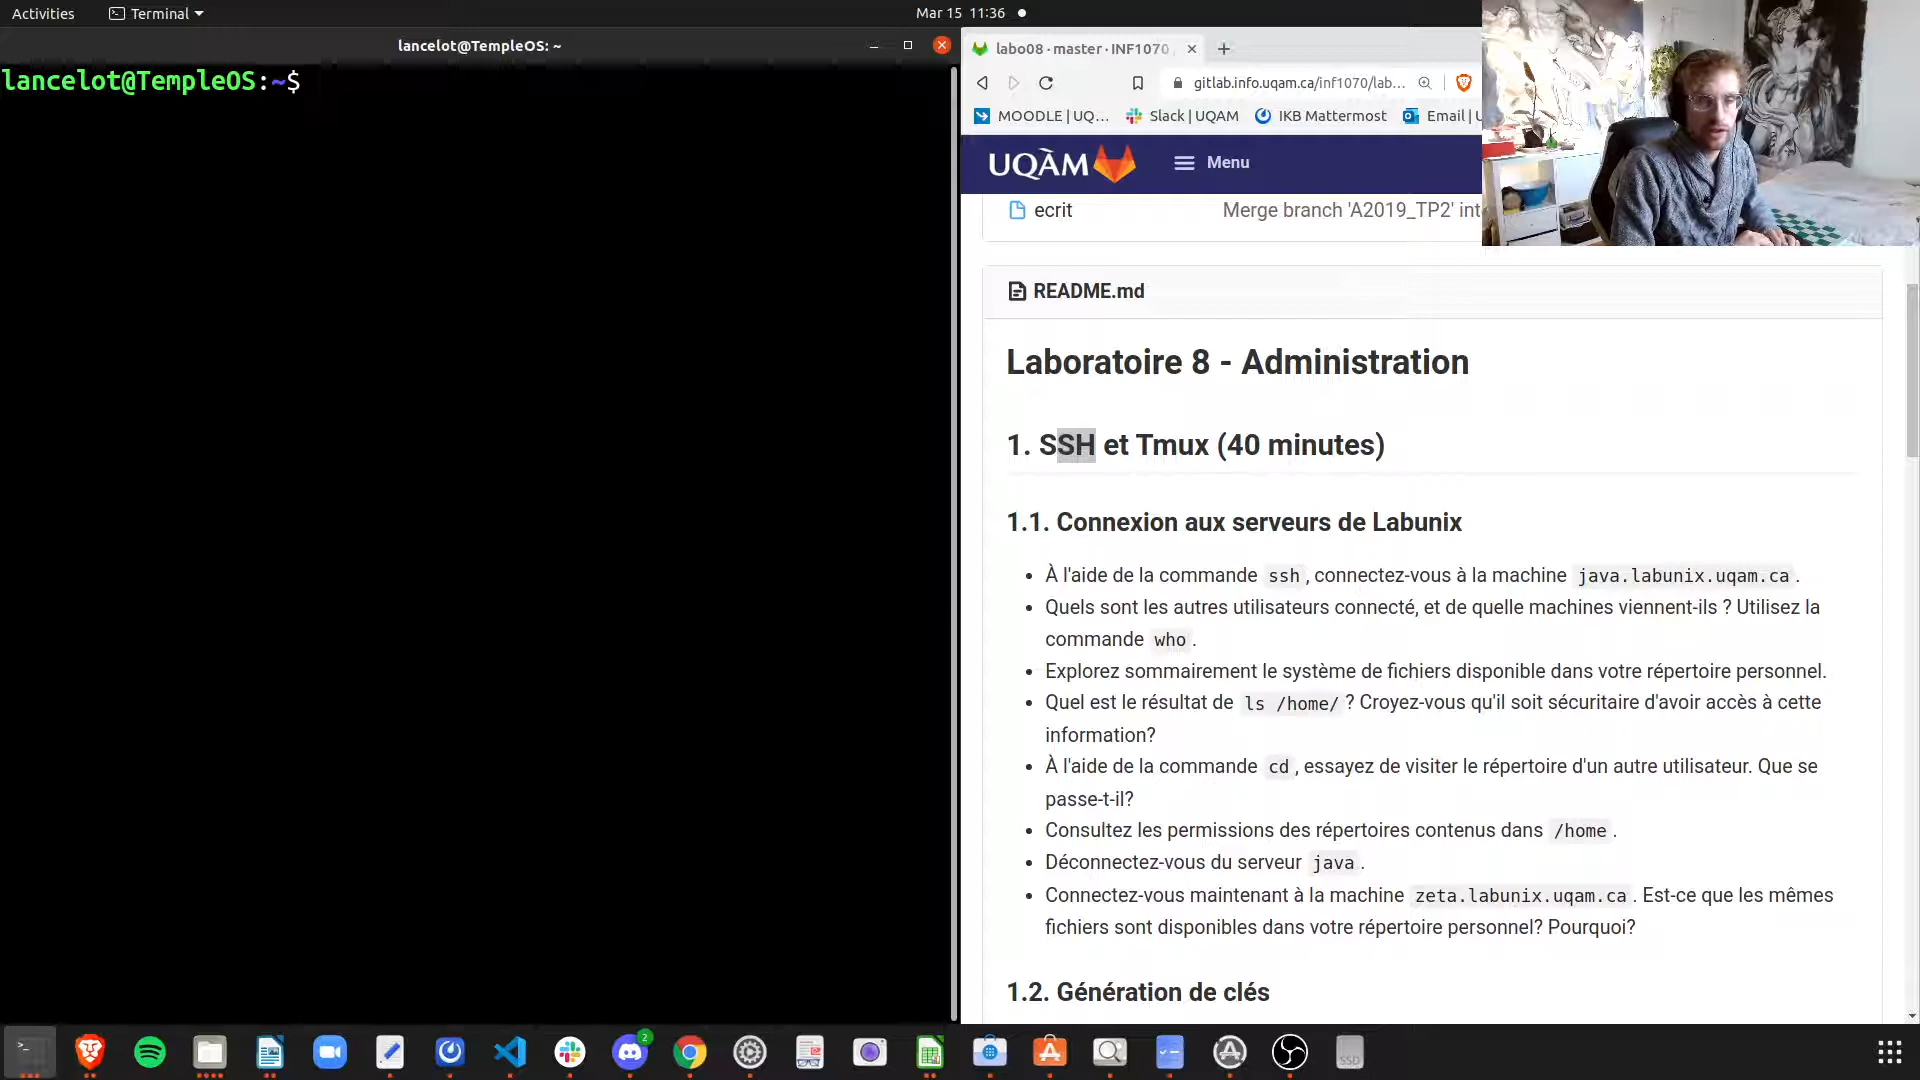 Activities
Terminal
Mar 15 11:36
lancelot@TempleOS: ~
lancelot@TempleOS:~$
labo08 · master · INF1070
gitlab.info.uqam.ca/inf1070/lab...
MOODLE | UQ...
Slack | UQAM
IKB Mattermost
Email | U
UQÀM
Menu
ecrit
Merge branch 'A2019_TP2' int
README.md
Laboratoire 8 - Administration
1. SSH et Tmux (40 minutes)
1.1. Connexion aux serveurs de Labunix
À l'aide de la commande ssh, connectez-vous à la machine java.labunix.uqam.ca.
Quels sont les autres utilisateurs connecté, et de quelle machines viennent-ils ? Utilisez la
commande who.
Explorez sommairement le système de fichiers disponible dans votre répertoire personnel.
Quel est le résultat de ls /home/? Croyez-vous qu'il soit sécuritaire d'avoir accès à cette
information?
À l'aide de la commande cd, essayez de visiter le répertoire d'un autre utilisateur. Que se
passe-t-il?
Consultez les permissions des répertoires contenus dans /home.
Déconnectez-vous du serveur java.
Connectez-vous maintenant à la machine zeta.labunix.uqam.ca. Est-ce que les mêmes
fichiers sont disponibles dans votre répertoire personnel? Pourquoi?
1.2. Génération de clés
2
ssb